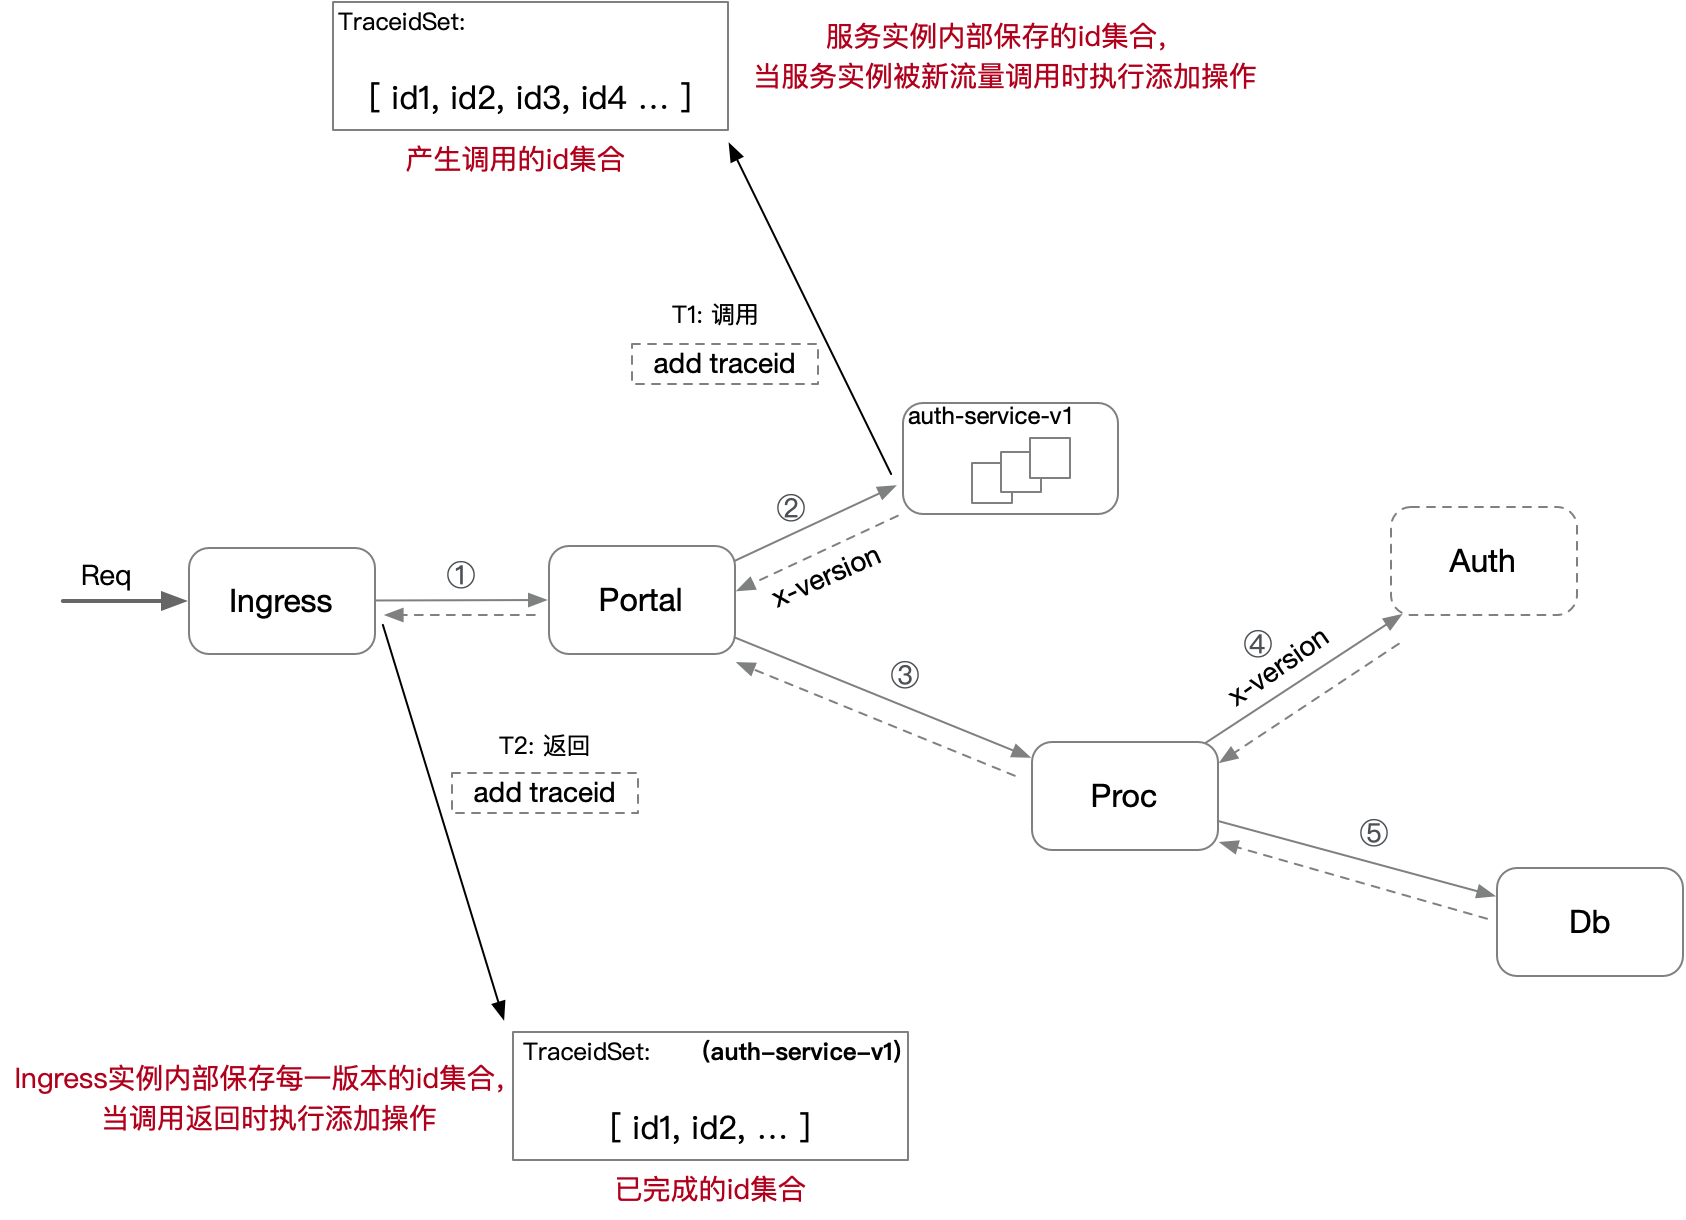 TraceidSet:
[ id1, id2, id3, id4 ... ]
产生调用的id集合
服务实例内部保存的id集合，
当服务实例被新流量调用时执行添加操作
T1: 调用
add traceid
auth-service-v1
②
x-version
Req
Ingress
①
Portal
③
④
x-version
Auth
T2: 返回
add traceid
Proc
⑤
Db
Ingress实例内部保存每一版本的id集合，
当调用返回时执行添加操作
TraceidSet: (auth-service-v1)
[ id1, id2, ... ]
已完成的id集合